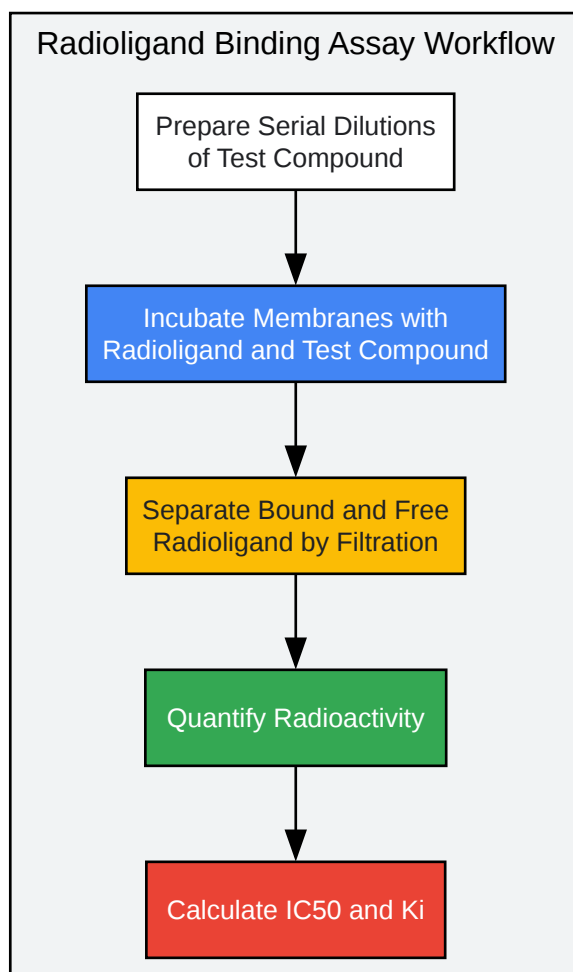 Radioligand Binding Assay Workflow
Prepare Serial Dilutions
of Test Compound
Incubate Membranes with
Radioligand and Test Compound
Separate Bound and Free
Radioligand by Filtration
Quantify Radioactivity
Calculate IC50 and Ki